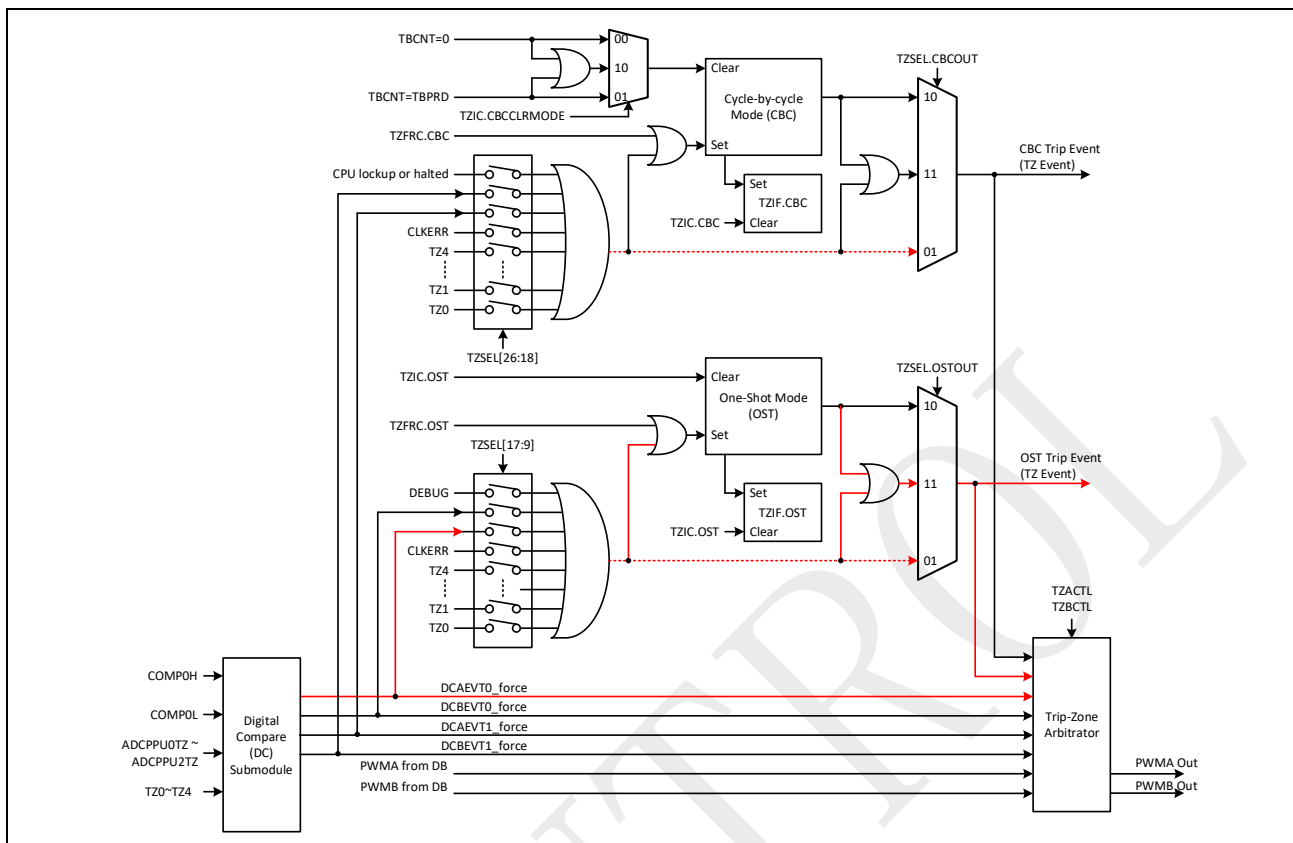 TBCNT=0
00
10
TBCNT=TBPRD
01
TZIC.CBCCLRMODE
Clear
Cycle-by-cycle
Mode (CBC)
Set
TZSEL.CBCOUT
10
TZFRC.CBC
CPU lockup or halted
CLKERR
TZ4
TZ1
TZ0
TZSEL[26:18]
Set
TZIF.CBC
TZIC.CBC
Clear
11
01
CBC Trip Event
(TZ Event)
TZIC.OST
Clear
One-Shot Mode
(OST)
Set
TZSEL.OSTOUT
10
TZFRC.OST
TZSEL[17:9]
DEBUG
CLKERR
TZ4
TZ1
TZ0
Set
TZIF.OST
TZIC.OST
Clear
11
01
OST Trip Event
(TZ Event)
TZACTL
TZBCTL
COMP0H
COMP0L
ADCPPU0TZ ~
ADCPPU2TZ
TZ0~TZ4
Digital
Compare
(DC)
Submodule
DCAEVT0_force
DCBEVT0_force
DCAEVT1_force
DCBEVT1_force
PWMA from DB
PWMB from DB
Trip-Zone
Arbitrator
PWMA Out
PWMB Out
NTROL